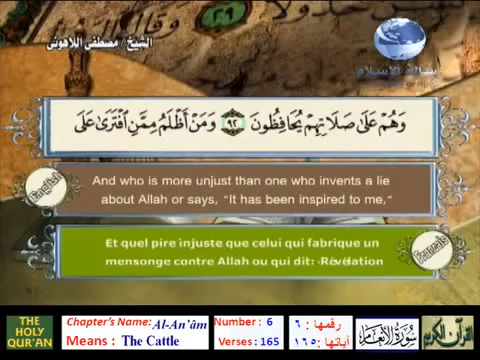 الشيخ / مصطفى اللاهونى
رسالة الإسلام
وَهُمْ عَلَىٰ صَلَاتِهِمْ يُحَافِظُونَ ٩٢ وَمَنْ أَظْلَمُ مِمَّنِ افْتَرَىٰ عَلَى
English
And who is more unjust than one who invents a lie
about Allah or says, "It has been inspired to me,"
Et quel pire injuste que celui qui fabrique un
mensonge contre Allah ou qui dit: Révélation
Français
THE HOLY QUR'AN
Chapter's Name: Al-An'âm
Means : The Cattle
Number : 6
Verses : 165
رقمها : ٦
آياتها : ١٦٥
سورة الأنعام
القرآن الكريم